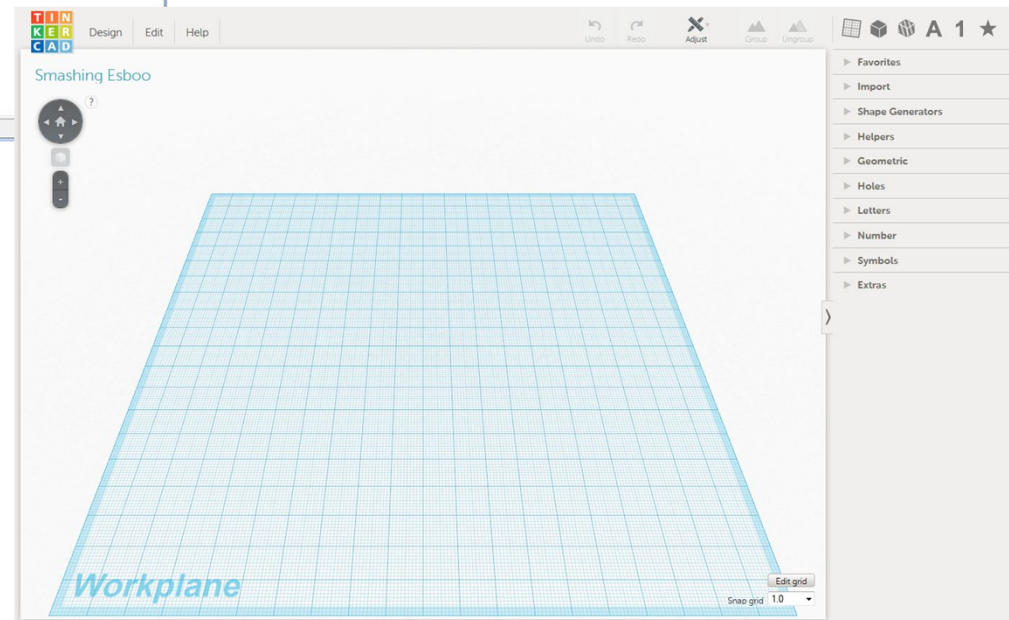 TIN
KER
CAD
Design
Edit
Help
Undo
Redo
Adjust
Group
Ungroup
A
1
Smashing Esboo
?
+
-
Favorites
Import
Shape Generators
Helpers
Geometric
Holes
Letters
Number
Symbols
Extras
Workplane
Edit grid
Snap grid 1.0